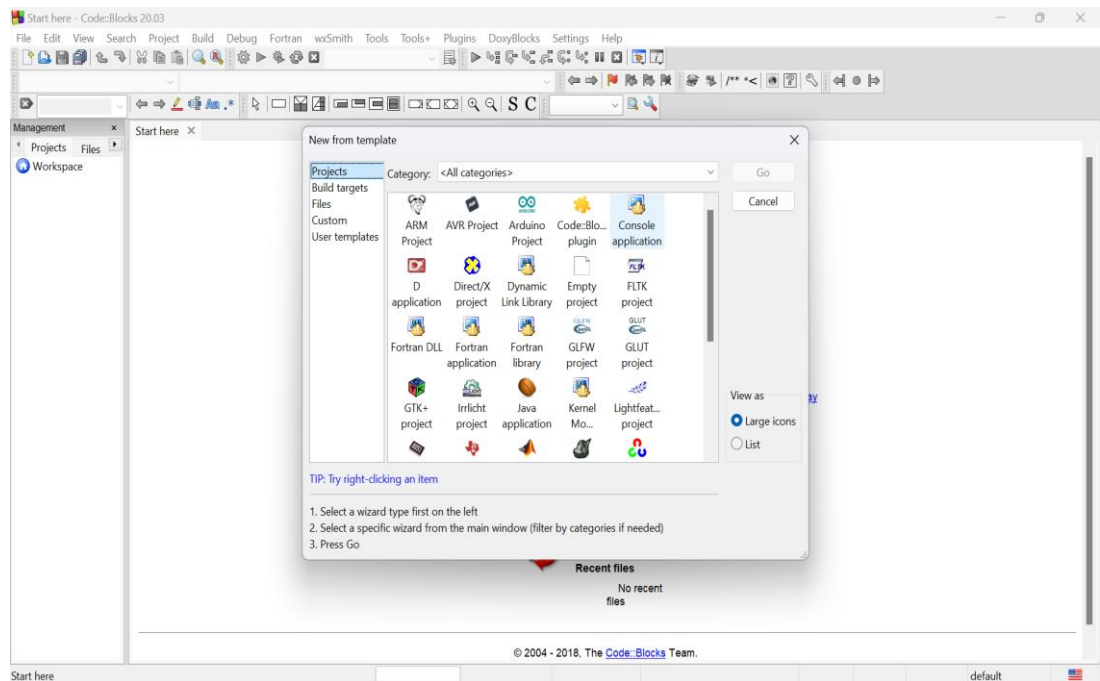 Start here - Code::Blocks 20.03
File Edit View Search Project Build Debug Fortran wxSmith Tools Tools+ Plugins DoxyBlocks Settings Help
/** *<
Aa .*
S C
Management ×
Projects Files
Workspace
Start here
New from template
Projects
Build targets
Files
Custom
User templates
Category: <All categories>
Go
Cancel
ARM Project
AVR Project
Arduino Project
Code::Blo... plugin
Console application
D application
Direct/X project
Dynamic Link Library
Empty project
FLTK project
Fortran DLL
Fortran application
Fortran library
GLFW project
GLUT project
GTK+ project
Irrlicht project
Java application
Kernel Mo...
Lightfeat... project
View as
Large icons
List
TIP: Try right-clicking an item
1. Select a wizard type first on the left
2. Select a specific wizard from the main window (filter by categories if needed)
3. Press Go
ay
Recent files
No recent
files
© 2004 - 2018, The Code::Blocks Team.
Start here
default